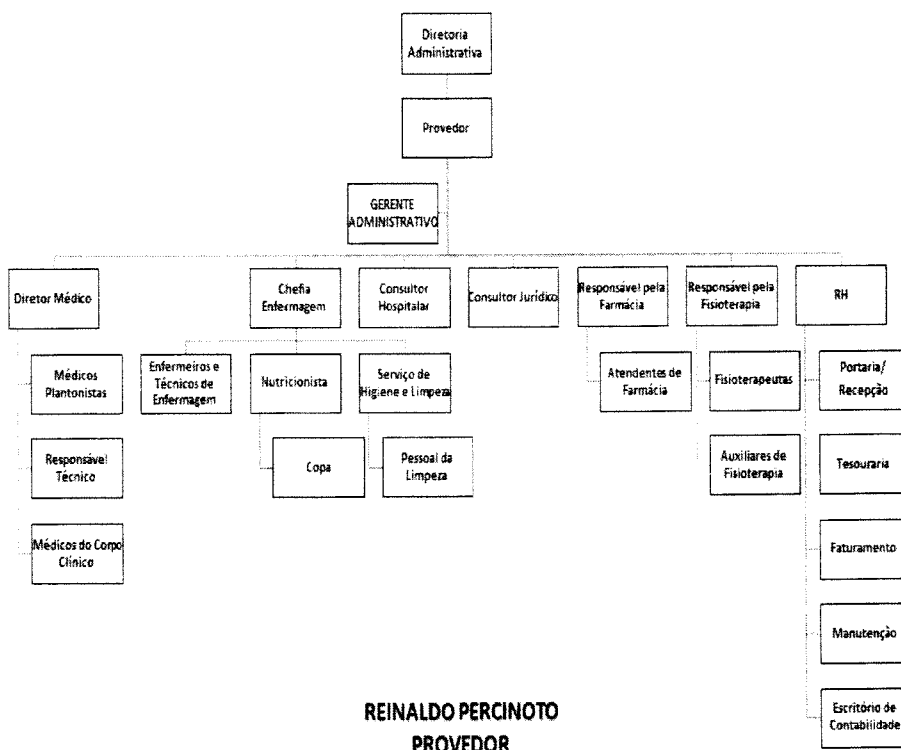 Diretoria
Administrativa
Provedor
GERENTE
ADMINISTRATIVO
Diretor Médico
Chefia
Enfermagem
Consultor
Hospitalar
Consultor Jurídico
Responsável pela
Farmácia
Responsável pela
Fisioterapia
RH
Médicos
Plantonistas
Enfermeiros e
Técnicos de
Enfermagem
Nutricionista
Serviço de
Higiene e Limpeza
Atendentes de
Farmácia
Fisioterapeutas
Portaria/
Recepção
Responsável
Técnico
Copa
Pessoal da
Limpeza
Auxiliares de
Fisioterapia
Tesouraria
Médicos do Corpo
Clínico
Faturamento
Manutenção
Escritório de
Contabilidade
REINALDO PERCINOTO
PROVEDOR